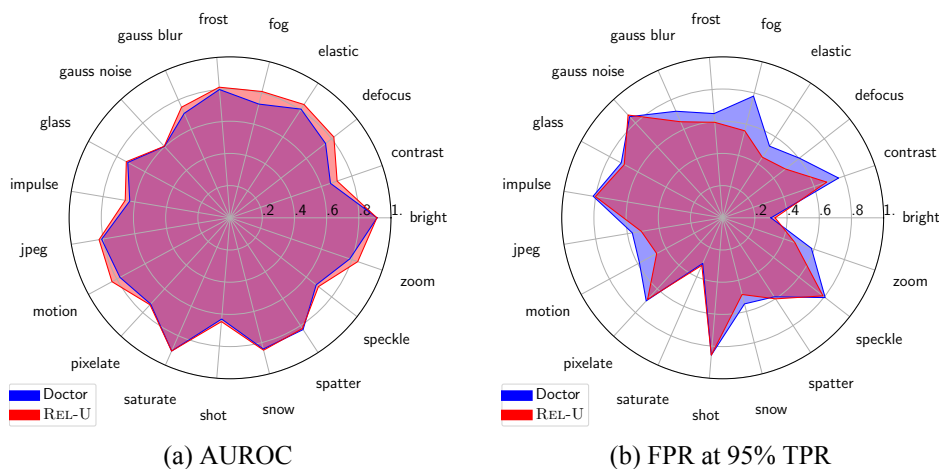 frost
fog
gauss blur
elastic
gauss noise
defocus
glass
contrast
impulse
.2 .4 .6 .8 1.
bright
jpeg
zoom
motion
speckle
pixelate
spatter
saturate
snow
shot
Doctor
REL-U
(a) AUROC
frost
fog
gauss blur
elastic
gauss noise
defocus
glass
contrast
impulse
.2 .4 .6 .8 1.
bright
jpeg
zoom
motion
speckle
pixelate
spatter
saturate
snow
shot
Doctor
REL-U
(b) FPR at 95% TPR